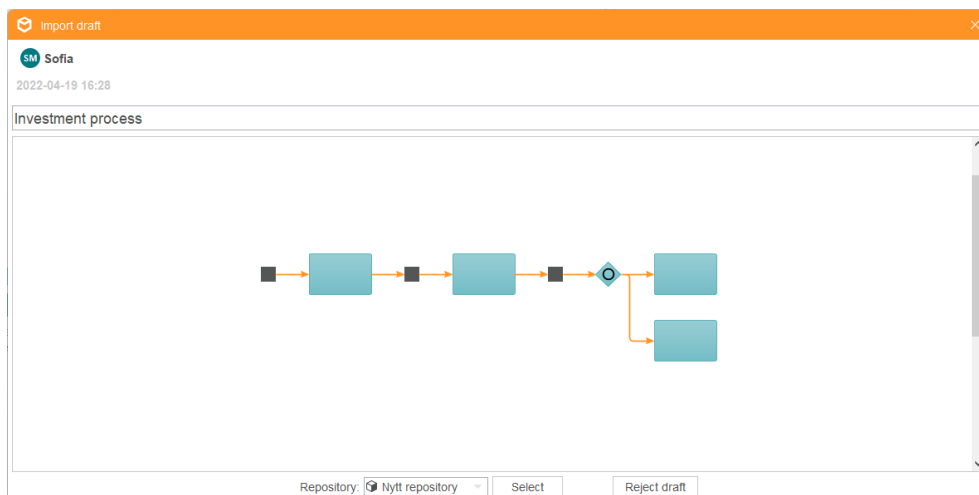 Import draft
SM Sofia
2022-04-19 16:28
Investment process
Repository: Nytt repository Select Reject draft